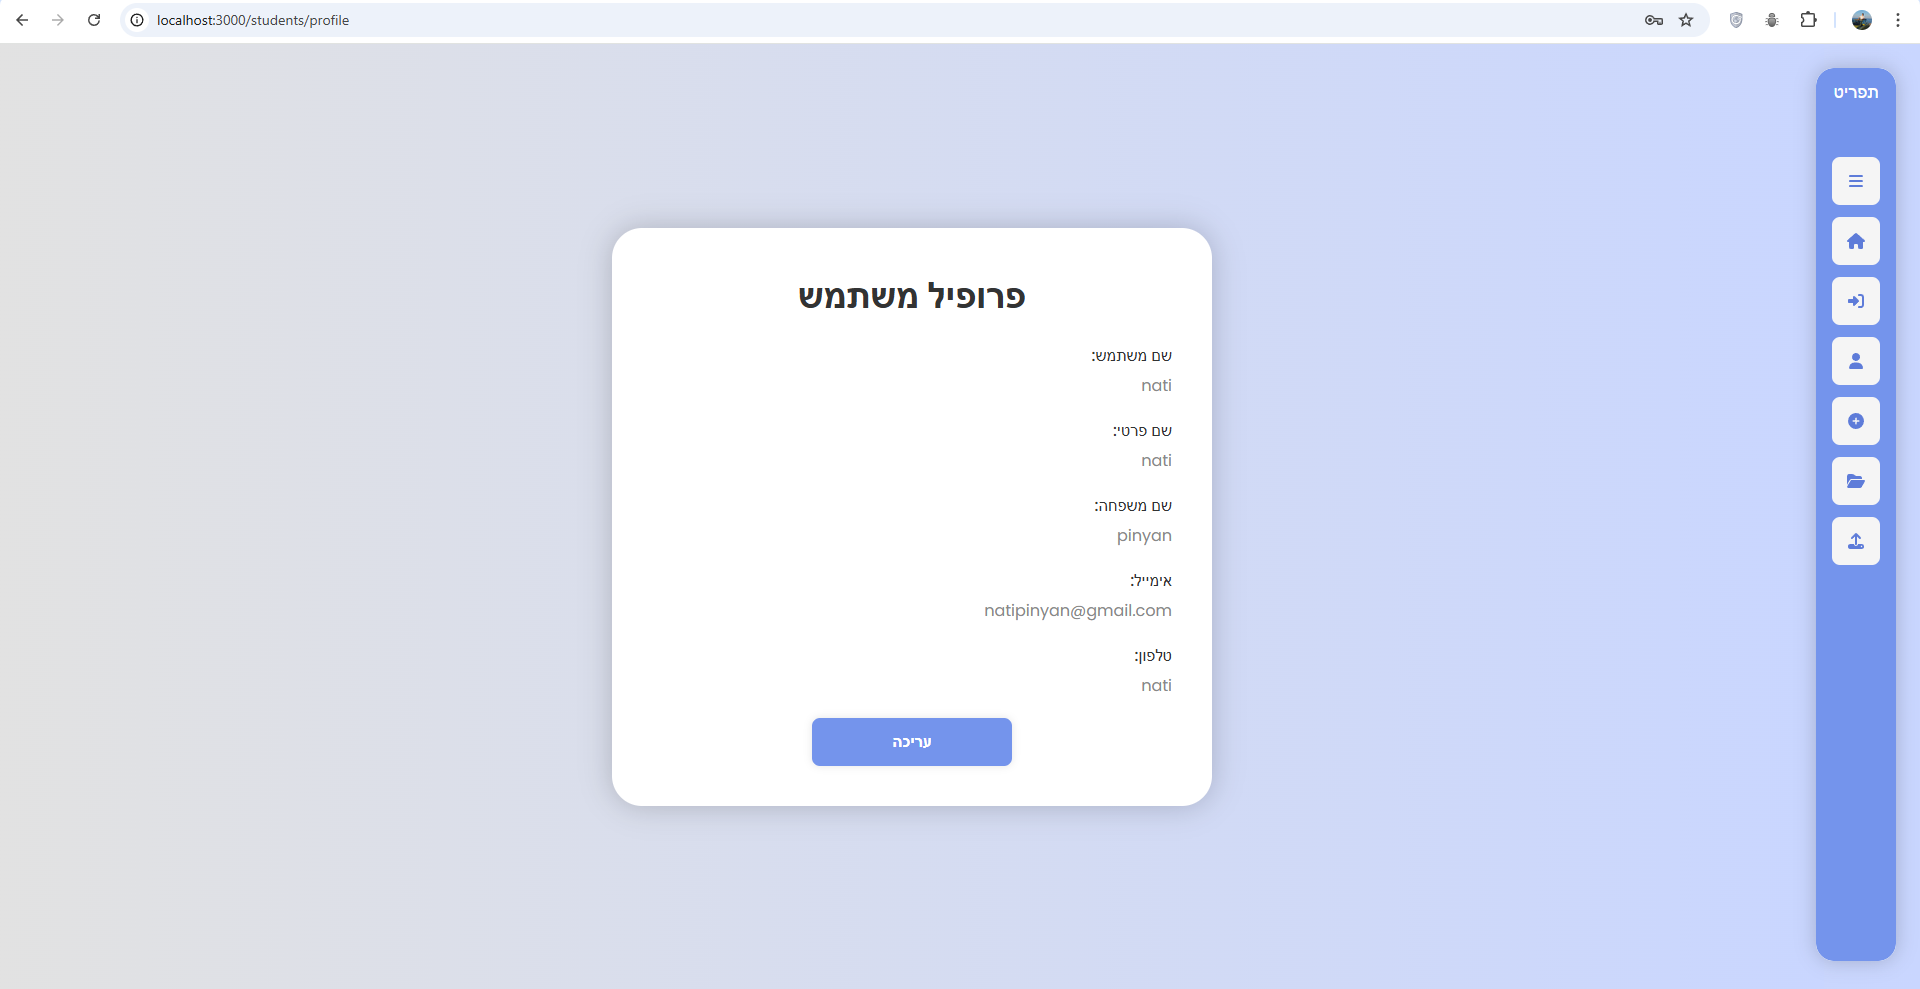 localhost:3000/students/profile
תפריט
פרופיל משתמש
שם משתמש:
nati
שם פרטי:
nati
שם משפחה:
pinyan
אימייל:
natipinyan@gmail.com
טלפון:
nati
עריכה